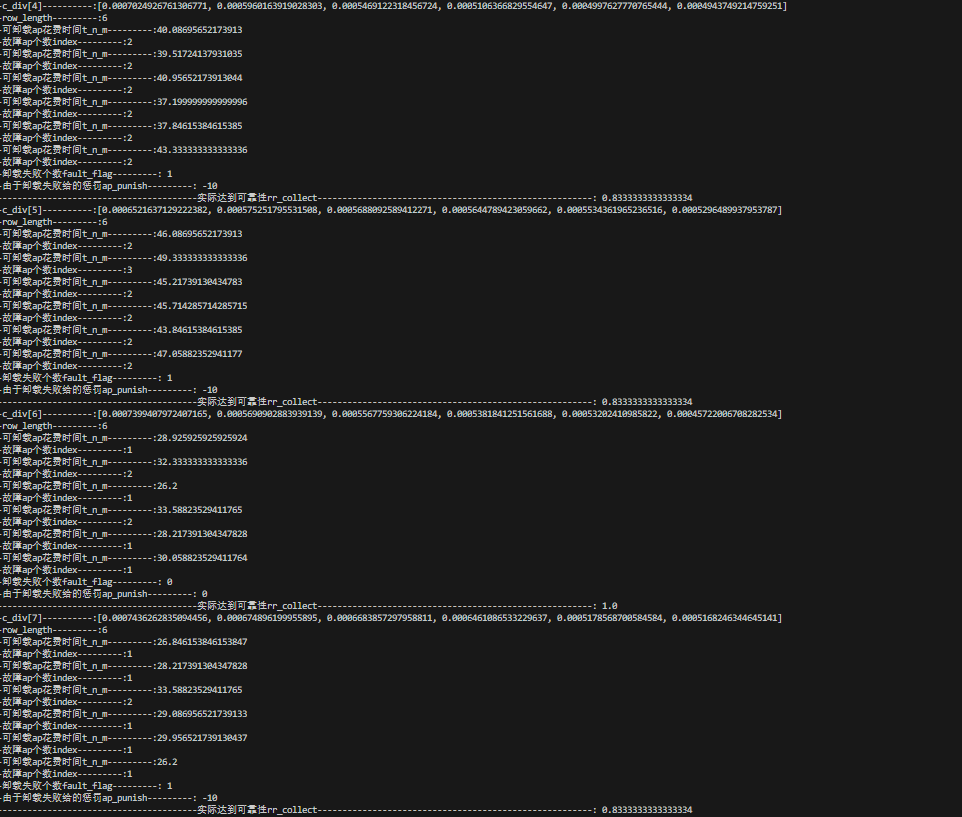 -c_div[4]----------:[0.0007024926761306771, 0.0005960163919028303, 0.0005469122318456724, 0.0005106366829554647, 0.0004997627770765444, 0.0004943749214759251]
-row_length---------:6
-可卸载ap花费时间t_n_m---------:40.08695652173913
-故障ap个数index---------:2
-可卸载ap花费时间t_n_m---------:39.51724137931035
-故障ap个数index---------:2
-可卸载ap花费时间t_n_m---------:40.95652173913044
-故障ap个数index---------:2
-可卸载ap花费时间t_n_m---------:37.199999999999996
-故障ap个数index---------:2
-可卸载ap花费时间t_n_m---------:37.84615384615385
-故障ap个数index---------:2
-可卸载ap花费时间t_n_m---------:43.333333333333336
-故障ap个数index---------:2
-卸载失败个数fault_flag---------: 1
-由于卸载失败给的惩罚ap_punish---------: -10
-----------------------------------------实际达到可靠性rr_collect---------------------------------------------------------: 0.8333333333333334
-c_div[5]----------:[0.0006521637129222382, 0.000575251795531508, 0.0005688092589412271, 0.0005644789423059662, 0.0005534361965236516, 0.0005296489937953787]
-row_length---------:6
-可卸载ap花费时间t_n_m---------:46.08695652173913
-故障ap个数index---------:2
-可卸载ap花费时间t_n_m---------:49.333333333333336
-故障ap个数index---------:3
-可卸载ap花费时间t_n_m---------:45.21739130434783
-故障ap个数index---------:2
-可卸载ap花费时间t_n_m---------:45.714285714285715
-故障ap个数index---------:2
-可卸载ap花费时间t_n_m---------:43.84615384615385
-故障ap个数index---------:2
-可卸载ap花费时间t_n_m---------:47.05882352941177
-故障ap个数index---------:2
-卸载失败个数fault_flag---------: 1
-由于卸载失败给的惩罚ap_punish---------: -10
-----------------------------------------实际达到可靠性rr_collect---------------------------------------------------------: 0.8333333333333334
-c_div[6]----------:[0.0007399407972407165, 0.0005690902883939139, 0.0005567759306224184, 0.0005381841251561688, 0.00053202410985822, 0.00045722006708282534]
-row_length---------:6
-可卸载ap花费时间t_n_m---------:28.925925925925924
-故障ap个数index---------:1
-可卸载ap花费时间t_n_m---------:32.333333333333336
-故障ap个数index---------:2
-可卸载ap花费时间t_n_m---------:26.2
-故障ap个数index---------:1
-可卸载ap花费时间t_n_m---------:33.58823529411765
-故障ap个数index---------:2
-可卸载ap花费时间t_n_m---------:28.217391304347828
-故障ap个数index---------:1
-可卸载ap花费时间t_n_m---------:30.058823529411764
-故障ap个数index---------:1
-卸载失败个数fault_flag---------: 0
-由于卸载失败给的惩罚ap_punish---------: 0
-----------------------------------------实际达到可靠性rr_collect---------------------------------------------------------: 1.0
-c_div[7]----------:[0.0007436262835094456, 0.000674896199955895, 0.0006683857297958811, 0.0006461086533229637, 0.0005178568700584584, 0.0005168246344645141]
-row_length---------:6
-可卸载ap花费时间t_n_m---------:26.846153846153847
-故障ap个数index---------:1
-可卸载ap花费时间t_n_m---------:28.217391304347828
-故障ap个数index---------:1
-可卸载ap花费时间t_n_m---------:33.58823529411765
-故障ap个数index---------:2
-可卸载ap花费时间t_n_m---------:29.086956521739133
-故障ap个数index---------:1
-可卸载ap花费时间t_n_m---------:29.956521739130437
-故障ap个数index---------:1
-可卸载ap花费时间t_n_m---------:26.2
-故障ap个数index---------:1
-卸载失败个数fault_flag---------: 1
-由于卸载失败给的惩罚ap_punish---------: -10
-----------------------------------------实际达到可靠性rr_collect---------------------------------------------------------: 0.8333333333333334